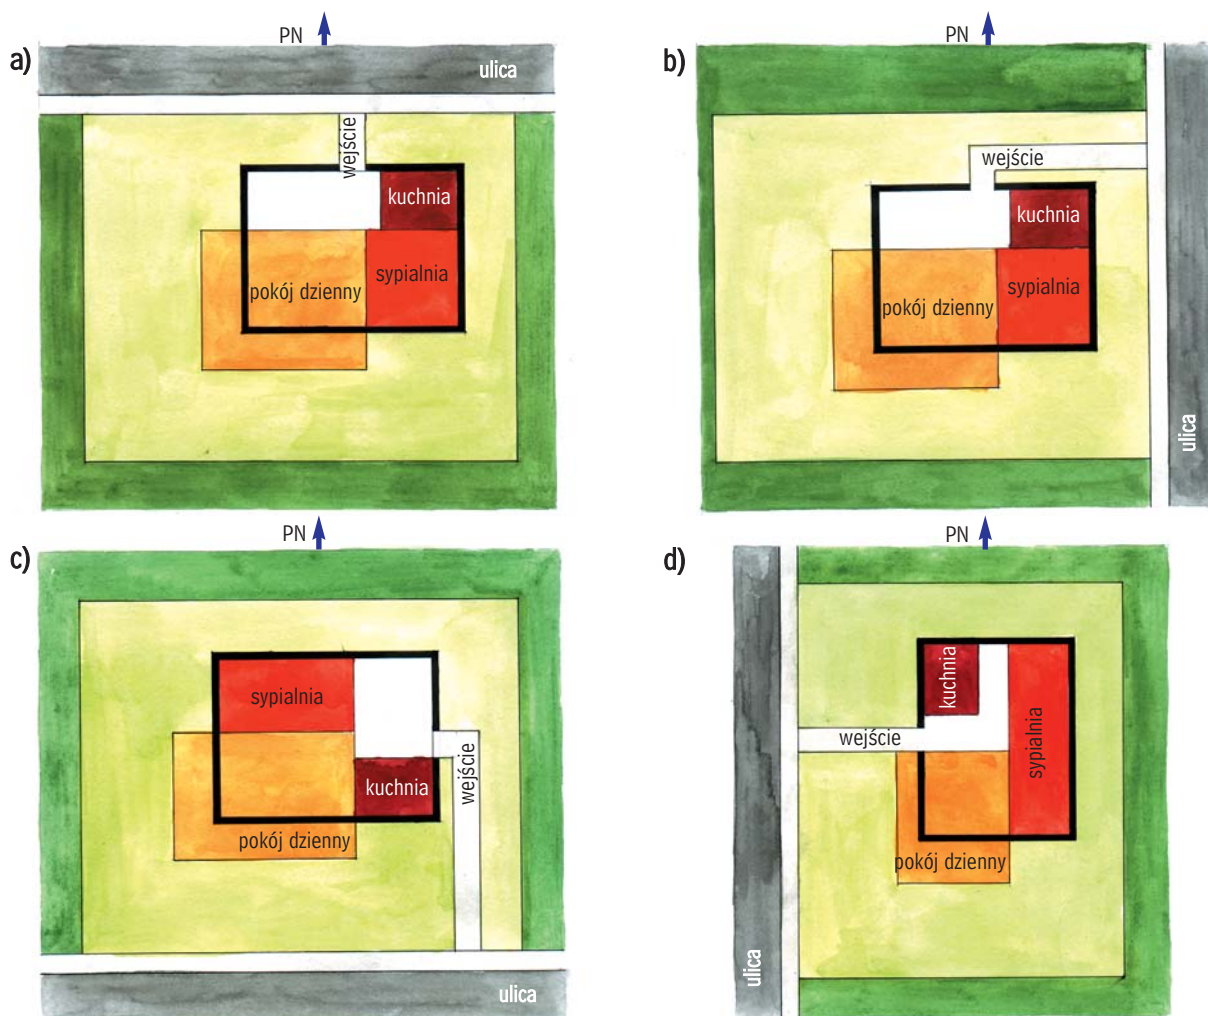 a)
PN
ulica
wejście
kuchnia
pokój dzienny
sypialnia
b)
PN
wejście
kuchnia
pokój dzienny
sypialnia
ulica
c)
PN
sypialnia
wejście
kuchnia
pokój dzienny
ulica
d)
PN
kuchnia
wejście
sypialnia
pokój dzienny
ulica